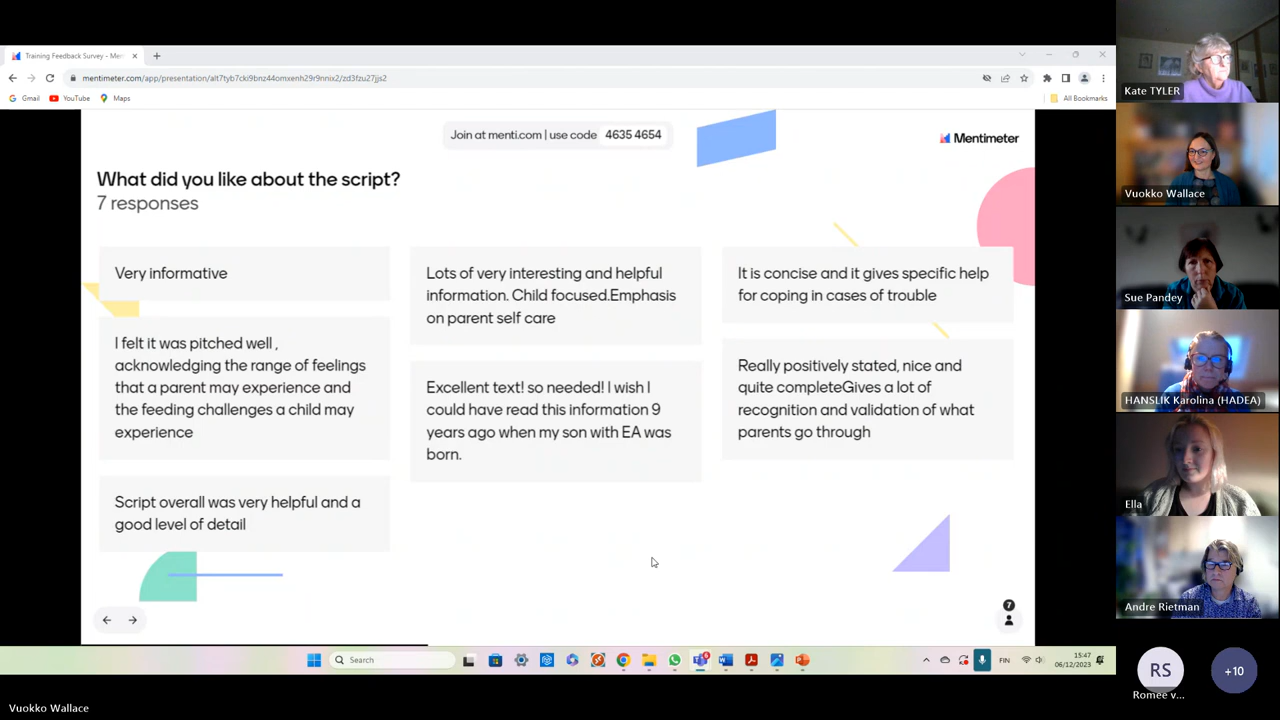 Training Feedback Survey - Men
mentimeter.com/app/presentation/alt7tyb7cki9bnz44omxenh29r9nnix2/zd3fzu27jjs2
Gmail
YouTube
Maps
All Bookmarks
Join at menti.com | use code 4635 4654
Mentimeter
What did you like about the script?
7 responses
Very informative
I felt it was pitched well ,
acknowledging the range of feelings
that a parent may experience and
the feeding challenges a child may
experience
Script overall was very helpful and a
good level of detail
Lots of very interesting and helpful
information. Child focused.Emphasis
on parent self care
Excellent text! so needed! I wish I
could have read this information 9
years ago when my son with EA was
born.
It is concise and it gives specific help
for coping in cases of trouble
Really positively stated, nice and
quite completeGives a lot of
recognition and validation of what
parents go through
7
Search
FIN
15:47
06/12/2023
Kate TYLER
Vuokko Wallace
Sue Pandey
HANSLIK Karolina (HADEA)
Ella
Andre Rietman
RS
Romee v...
+10
Vuokko Wallace